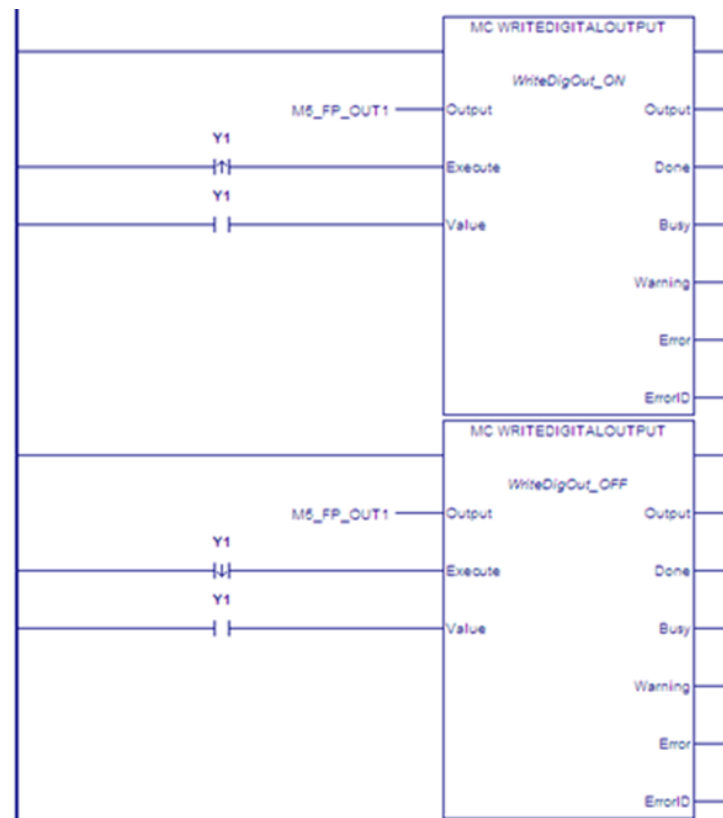 MC WRITEDIGITALOUTPUT
WriteDigOut_ON
M5_FP_OUT1 Output Output
Y1
Execute Done
Y1
Value Busy
Warning
Error
ErrorID
MC WRITEDIGITALOUTPUT
WriteDigOut_OFF
M5_FP_OUT1 Output Output
Y1
Execute Done
Y1
Value Busy
Warning
Error
ErrorID